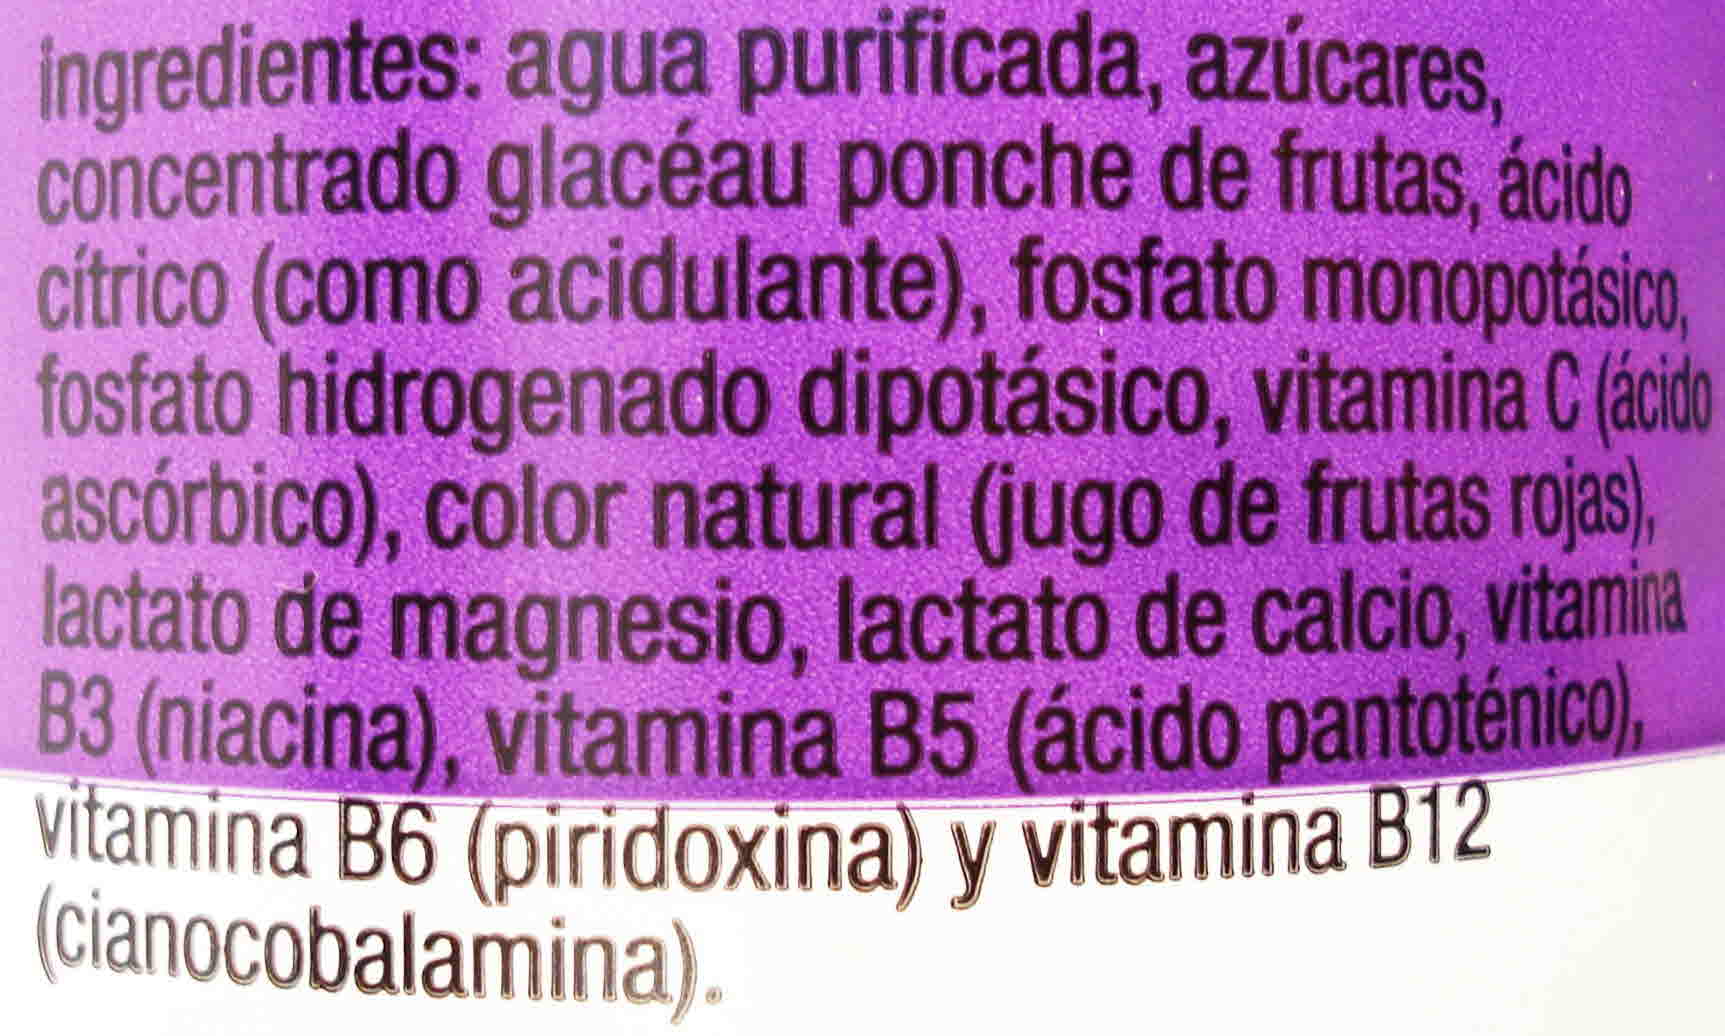 ingredientes: agua purificada, azúcares,
concentrado glacéau ponche de frutas, ácido
cítrico (como acidulante), fosfato monopotásico,
fosfato hidrogenado dipotásico, vitamina C (ácido
ascórbico), color natural (jugo de frutas rojas),
lactato de magnesio, lactato de calcio, vitamina
B3 (niacina), vitamina B5 (ácido pantoténico),
vitamina B6 (piridoxina) y vitamina B12
(cianocobalamina).